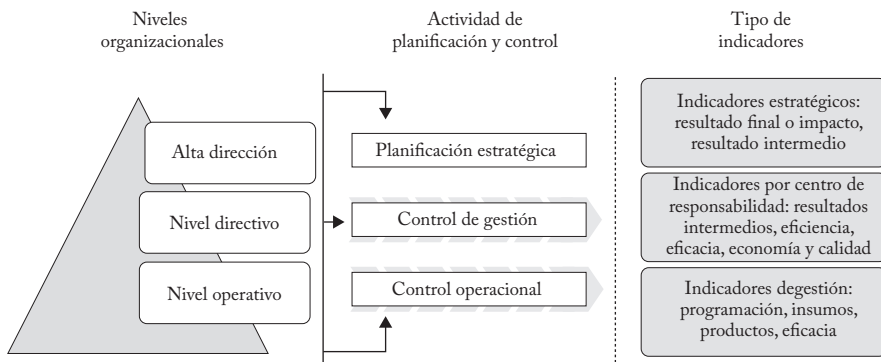 Niveles
organizacionales
Actividad de
planificación y control
Tipo de
indicadores
Alta dirección
Nivel directivo
Nivel operativo
Planificación estratégica
Control de gestión
Control operacional
Indicadores estratégicos:
resultado final o impacto,
resultado intermedio
Indicadores por centro de
responsabilidad: resultados
intermedios, eficiencia,
eficacia, economía y calidad
Indicadores degestión:
programación, insumos,
productos, eficacia